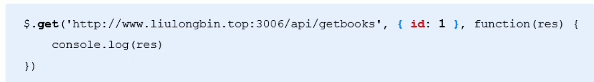 $.get('http://www.liulongbin.top:3006/api/getbooks', { id: 1 }, function(res) {
    console.log(res)
})